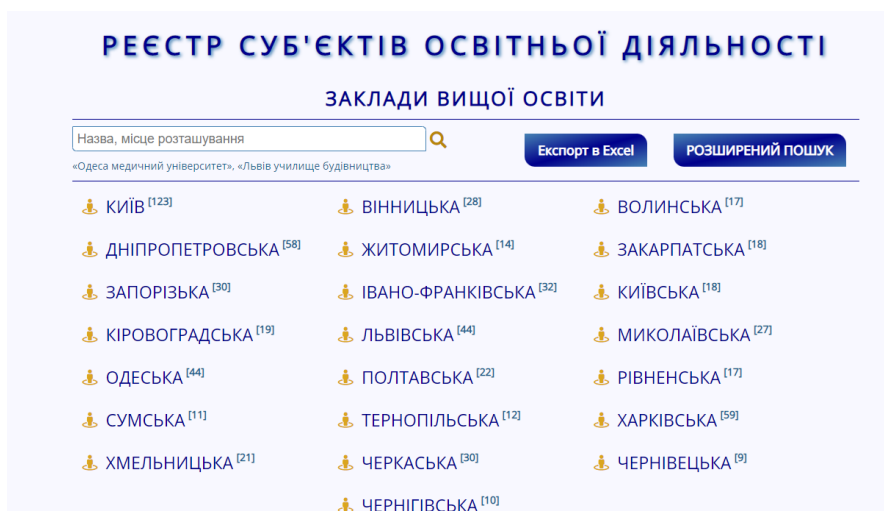 РЕЄСТР СУБ'ЄКТІВ ОСВІТНЬОЇ ДІЯЛЬНОСТІ
ЗАКЛАДИ ВИЩОЇ ОСВІТИ
Назва, місце розташування
Експорт в Excel РОЗШИРЕНИЙ ПОШУК
«Одеса медичний університет», «Львів училище будівництва»
КИЇВ [123] ВІННИЦЬКА [28] ВОЛИНСЬКА [17]
ДНІПРОПЕТРОВСЬКА [58] ЖИТОМИРСЬКА [14] ЗАКАРПАТСЬКА [18]
ЗАПОРІЗЬКА [30] ІВАНО-ФРАНКІВСЬКА [32] КИЇВСЬКА [18]
КІРОВОГРАДСЬКА [19] ЛЬВІВСЬКА [44] МИКОЛАЇВСЬКА [27]
ОДЕСЬКА [44] ПОЛТАВСЬКА [22] РІВНЕНСЬКА [17]
СУМСЬКА [11] ТЕРНОПІЛЬСЬКА [12] ХАРКІВСЬКА [59]
ХМЕЛЬНИЦЬКА [21] ЧЕРКАСЬКА [30] ЧЕРНІВЕЦЬКА [9]
ЧЕРНІГІВСЬКА [10]